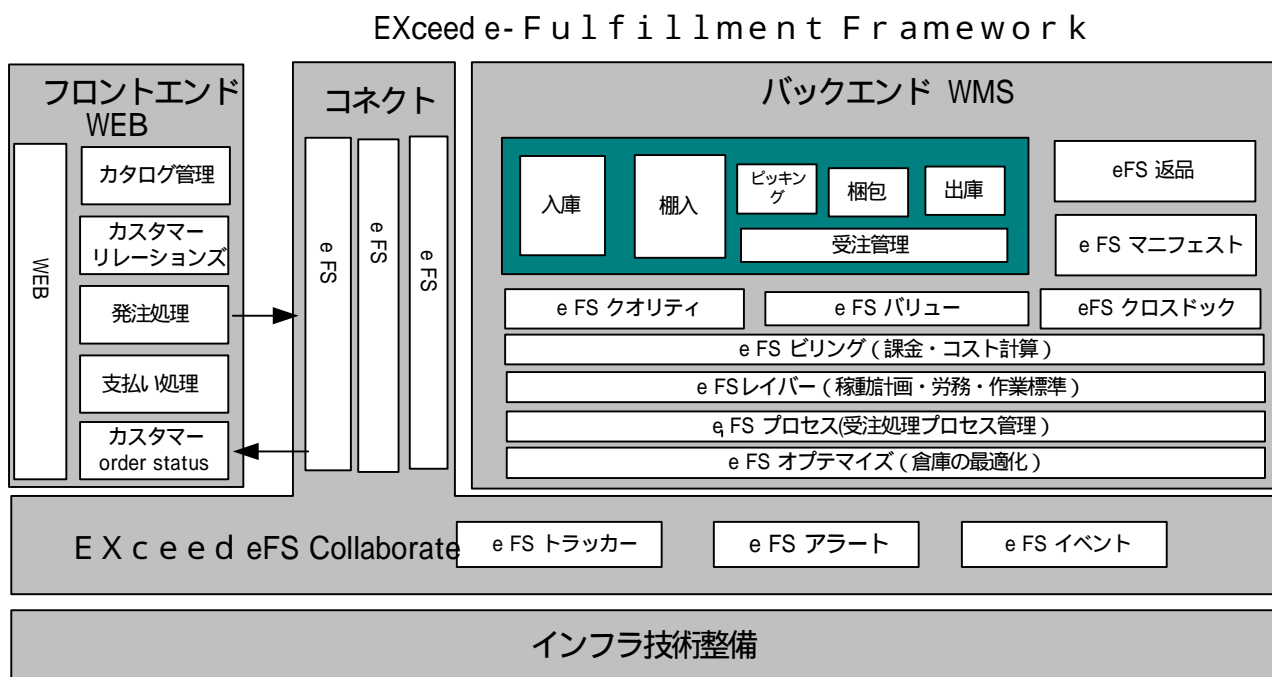 EXceed e-Fulfillment Framework
フロントエンド
WEB
WEB
カタログ管理
カスタマー
リレーションズ
発注処理
支払い処理
カスタマー
order status
コネクト
e FS
e FS
e FS
バックエンド WMS
入庫
棚入
ピッキン
グ
梱包
出庫
受注管理
eFS 返品
e FS マニフェスト
e FS クオリティ
e FS バリュー
eFS クロスドック
e FS ビリング(課金・コスト計算)
e FSレイバー(稼動計画・労務・作業標準)
e, FS プロセス(受注処理プロセス管理)
e FS オプテマイズ(倉庫の最適化)
EXceed eFS Collaborate
e FS トラッカー
e FS アラート
e FS イベント
インフラ技術整備